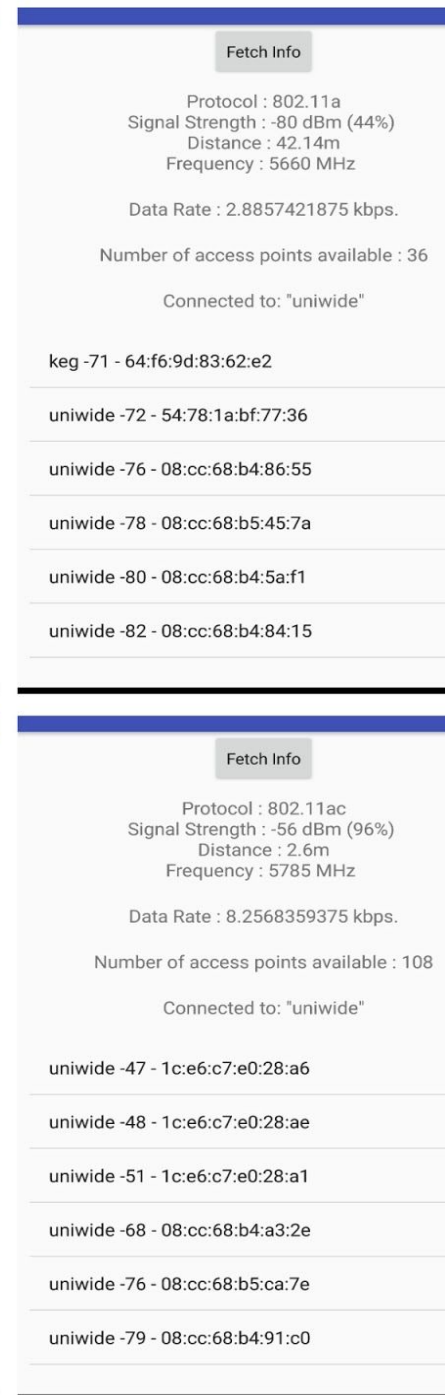 Fetch Info
Protocol : 802.11a
Signal Strength : -80 dBm (44%)
Distance : 42.14m
Frequency : 5660 MHz
Data Rate : 2.8857421875 kbps.
Number of access points available : 36
Connected to: "uniwide"
keg -71 - 64:f6:9d:83:62:e2
uniwide -72 - 54:78:1a:bf:77:36
uniwide -76 - 08:cc:68:b4:86:55
uniwide -78 - 08:cc:68:b5:45:7a
uniwide -80 - 08:cc:68:b4:5a:f1
uniwide -82 - 08:cc:68:b4:84:15
Fetch Info
Protocol : 802.11ac
Signal Strength : -56 dBm (96%)
Distance : 2.6m
Frequency : 5785 MHz
Data Rate : 8.2568359375 kbps.
Number of access points available : 108
Connected to: "uniwide"
uniwide -47 - 1c:e6:c7:e0:28:a6
uniwide -48 - 1c:e6:c7:e0:28:ae
uniwide -51 - 1c:e6:c7:e0:28:a1
uniwide -68 - 08:cc:68:b4:a3:2e
uniwide -76 - 08:cc:68:b5:ca:7e
uniwide -79 - 08:cc:68:b4:91:c0